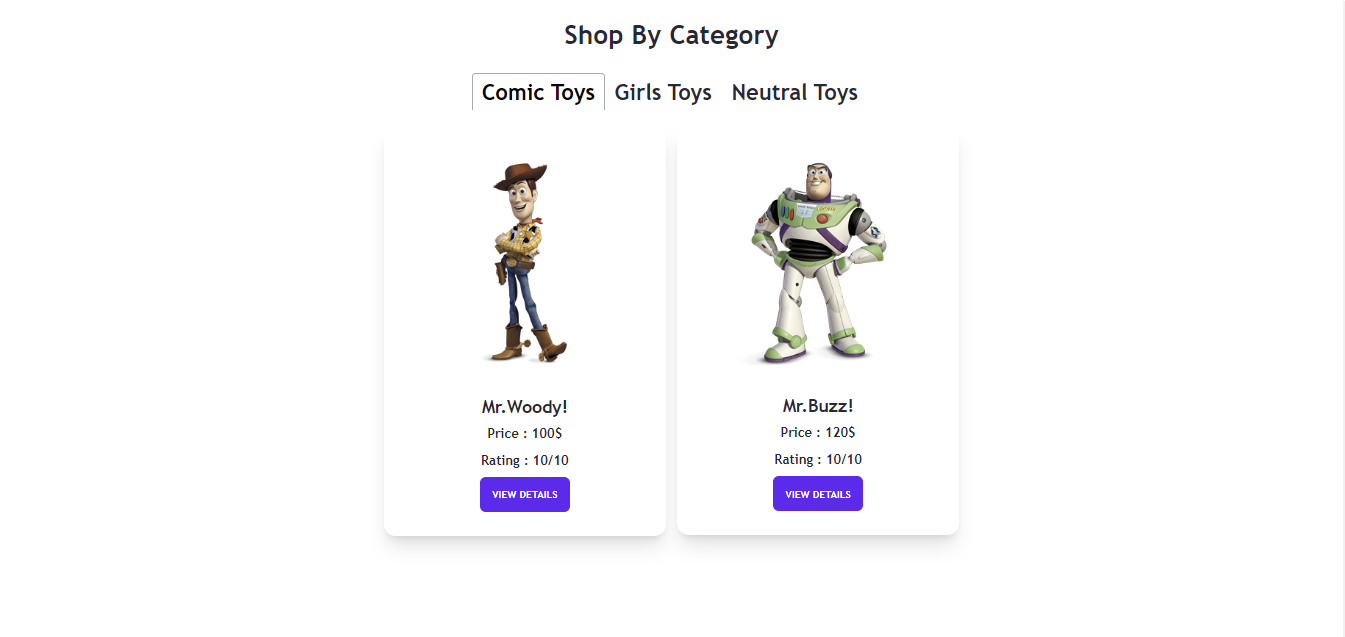 Shop By Category
Comic Toys Girls Toys Neutral Toys
Mr.Woody!
Price : 100$
Rating : 10/10
VIEW DETAILS
Mr.Buzz!
Price : 120$
Rating : 10/10
VIEW DETAILS